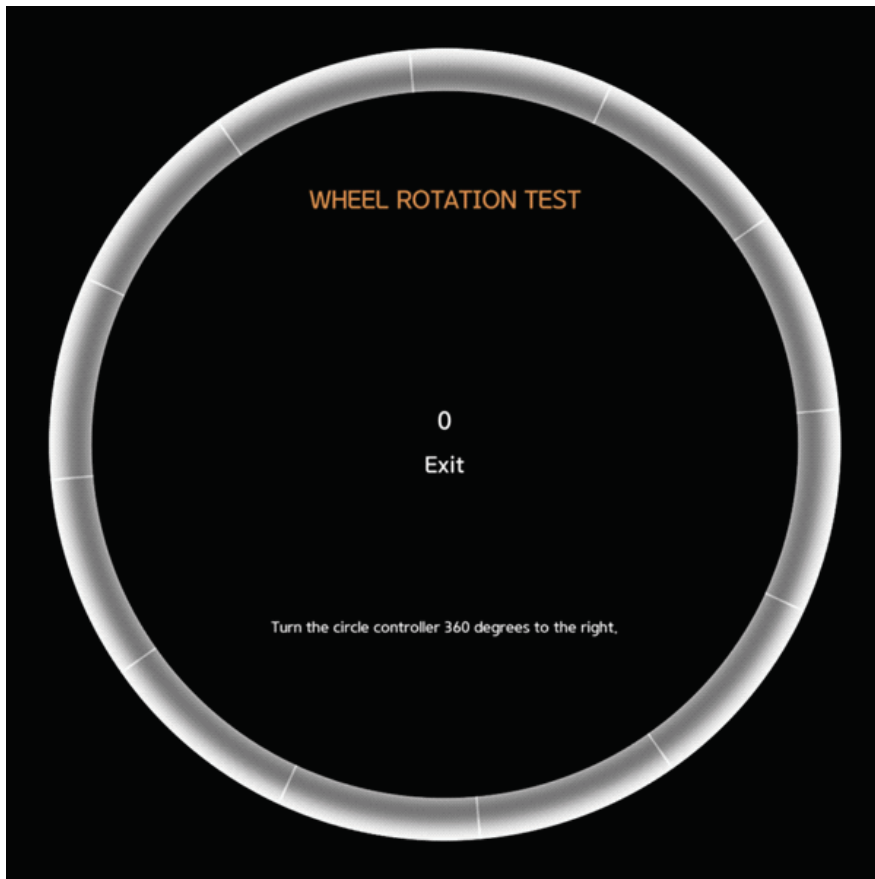 WHEEL ROTATION TEST
0
Exit
Turn the circle controller 360 degrees to the right.